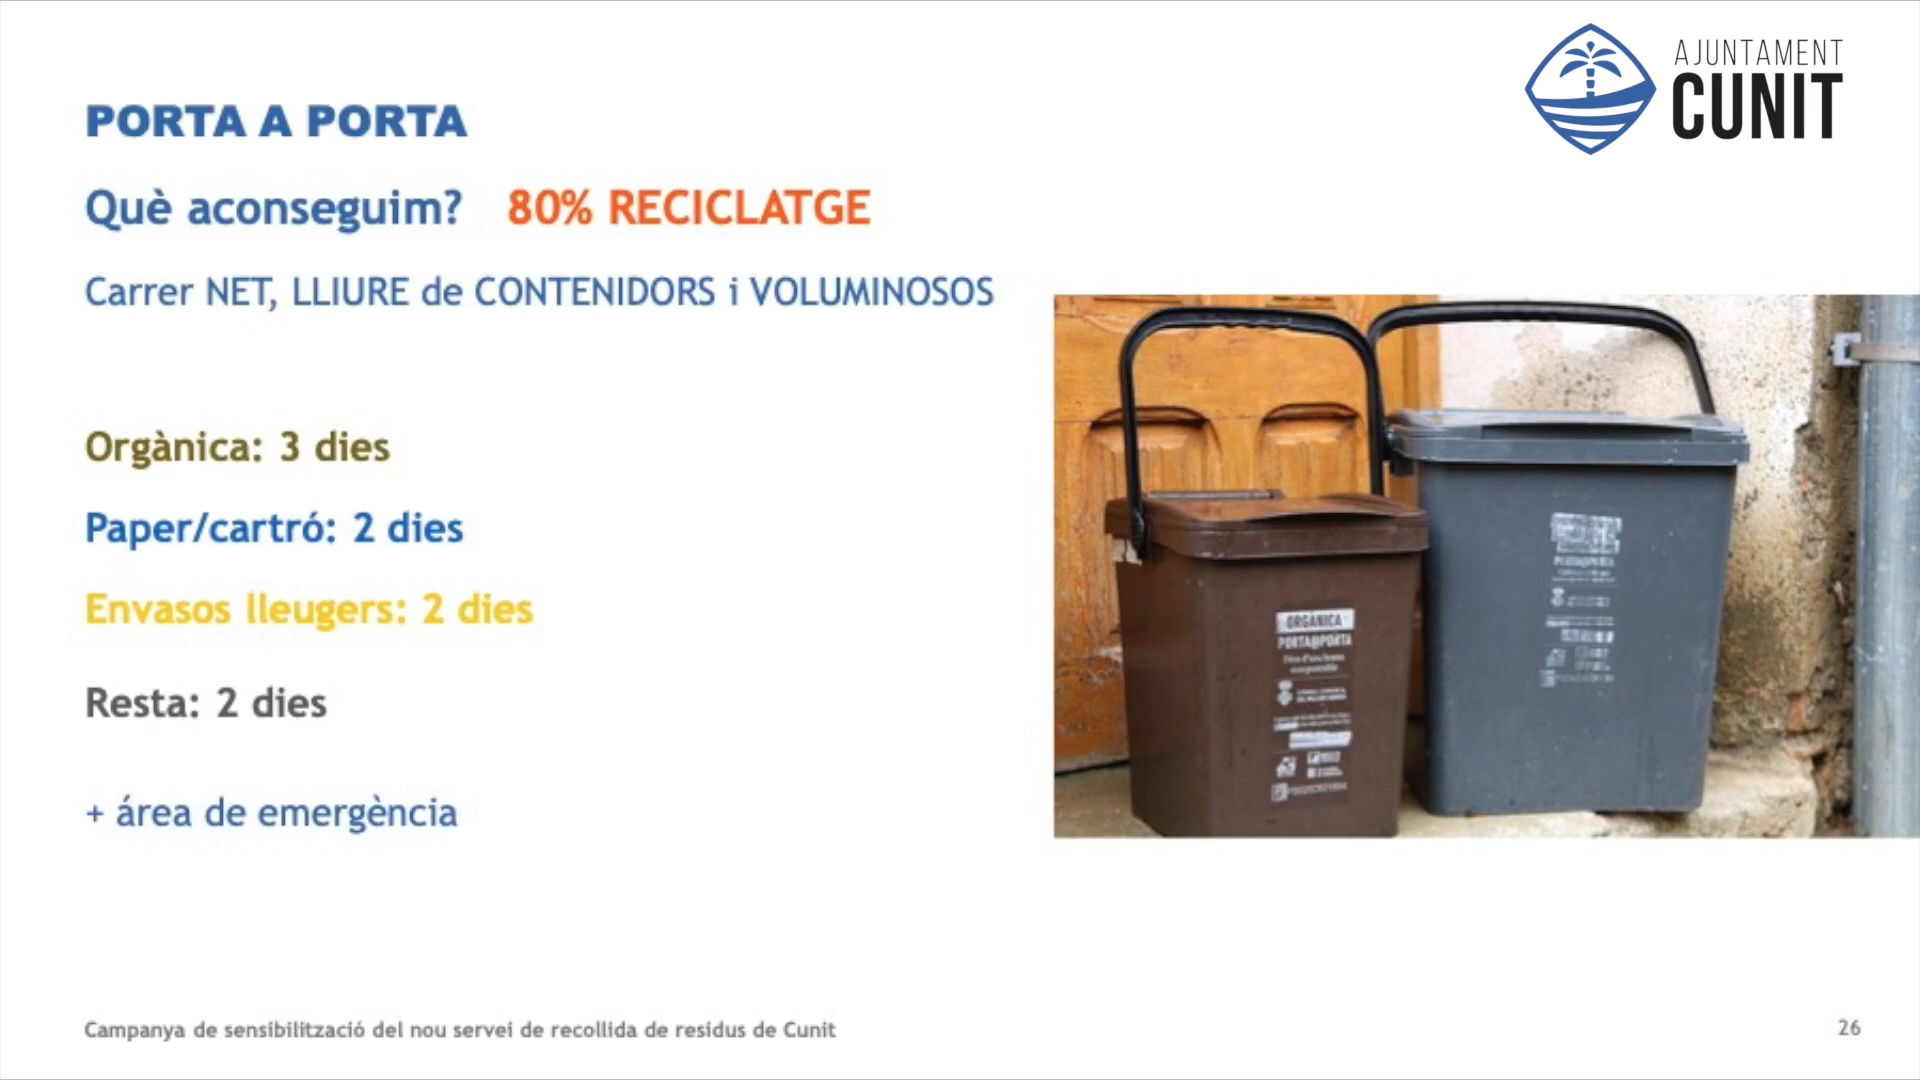 AJUNTAMENT
CUNIT
PORTA A PORTA
Què aconseguim? 80% RECICLATGE
Carrer NET, LLIURE de CONTENIDORS i VOLUMINOSOS
Orgànica: 3 dies
Paper/cartró: 2 dies
Envasos lleugers: 2 dies
Resta: 2 dies
+ área de emergència
ORGÀNICA
PORTA@PORTA
Campanya de sensibilització del nou servei de recollida de residus de Cunit
26